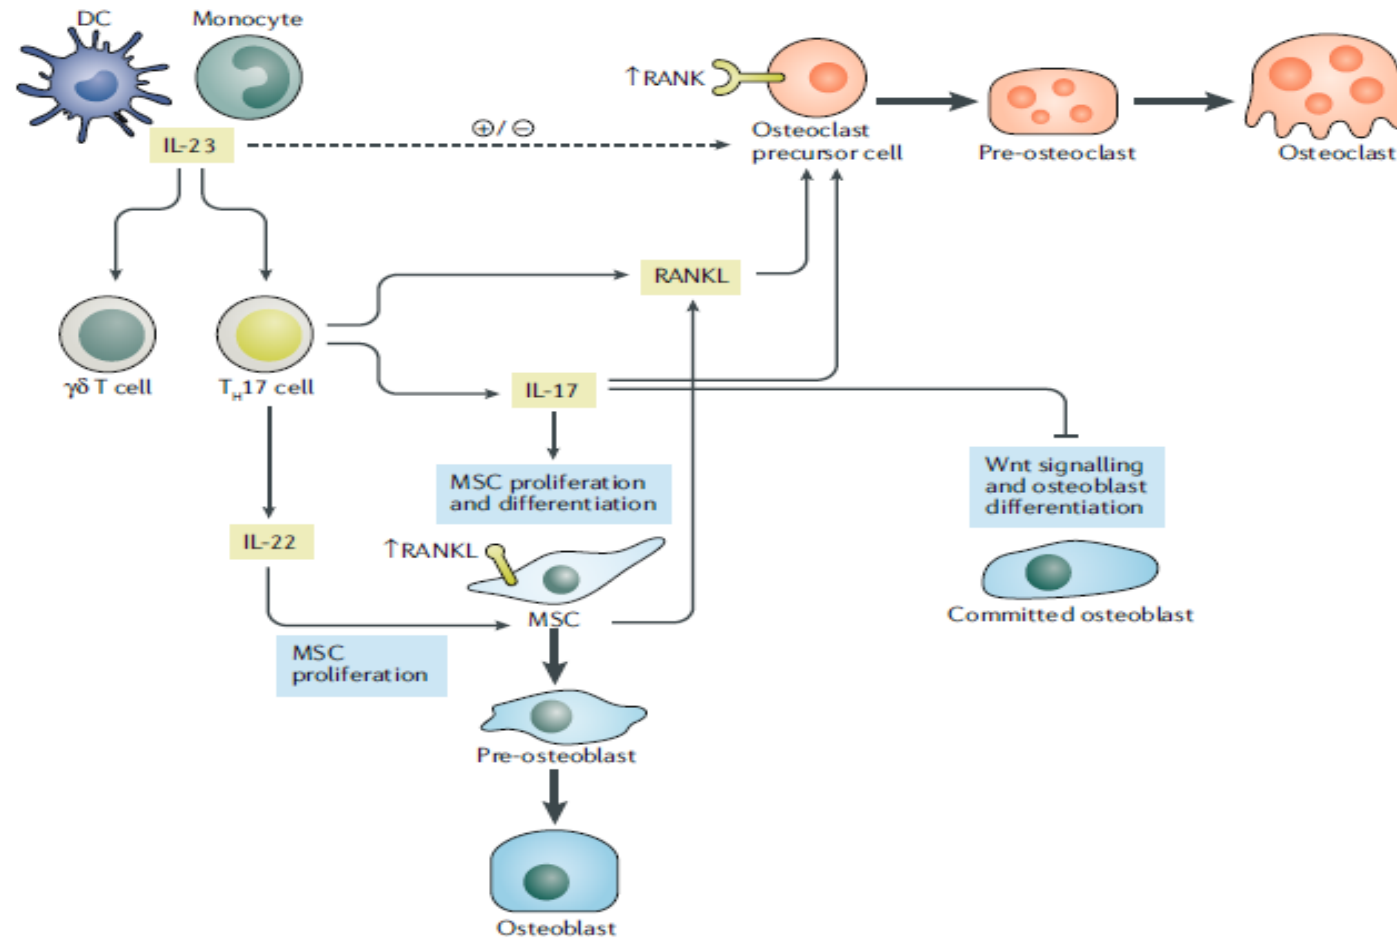 DC
Monocyte
↑RANK
IL-23
⊕/⊖
Osteoclast
precursor cell
Pre-osteoclast
Osteoclast
RANKL
γδ T cell
TH17 cell
IL-17
MSC proliferation
and differentiation
Wnt signalling
and osteoblast
differentiation
IL-22
↑RANKL
MSC
Committed osteoblast
MSC
proliferation
Pre-osteoblast
Osteoblast